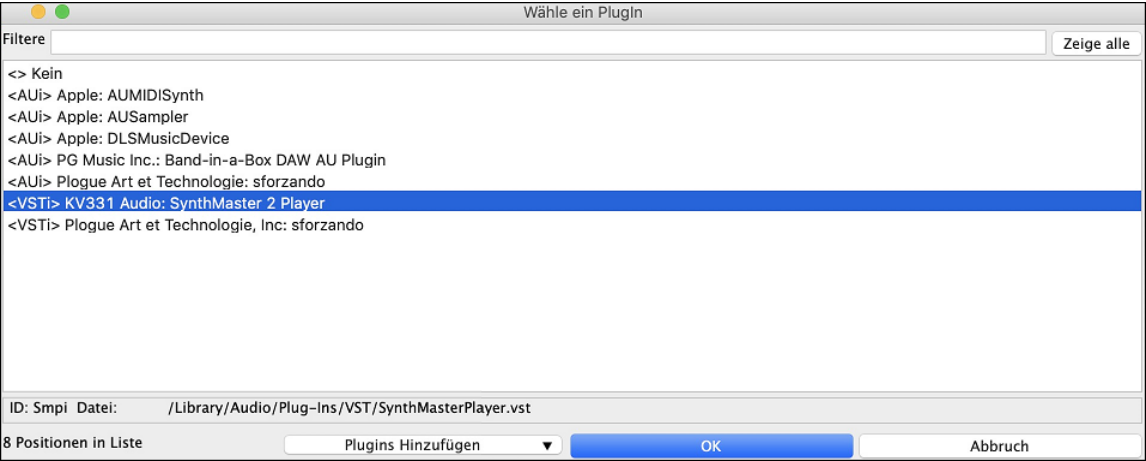 Wähle ein PlugIn
Filtere
Zeige alle
<> Kein
<AUi> Apple: AUMIDISynth
<AUi> Apple: AUSampler
<AUi> Apple: DLSMusicDevice
<AUi> PG Music Inc.: Band-in-a-Box DAW AU Plugin
<AUi> Plogue Art et Technologie: sforzando
<VSTi> KV331 Audio: SynthMaster 2 Player
<VSTi> Plogue Art et Technologie, Inc: sforzando
ID: Smpi Datei: /Library/Audio/Plug-Ins/VST/SynthMasterPlayer.vst
8 Positionen in Liste
Plugins Hinzufügen
OK
Abbruch